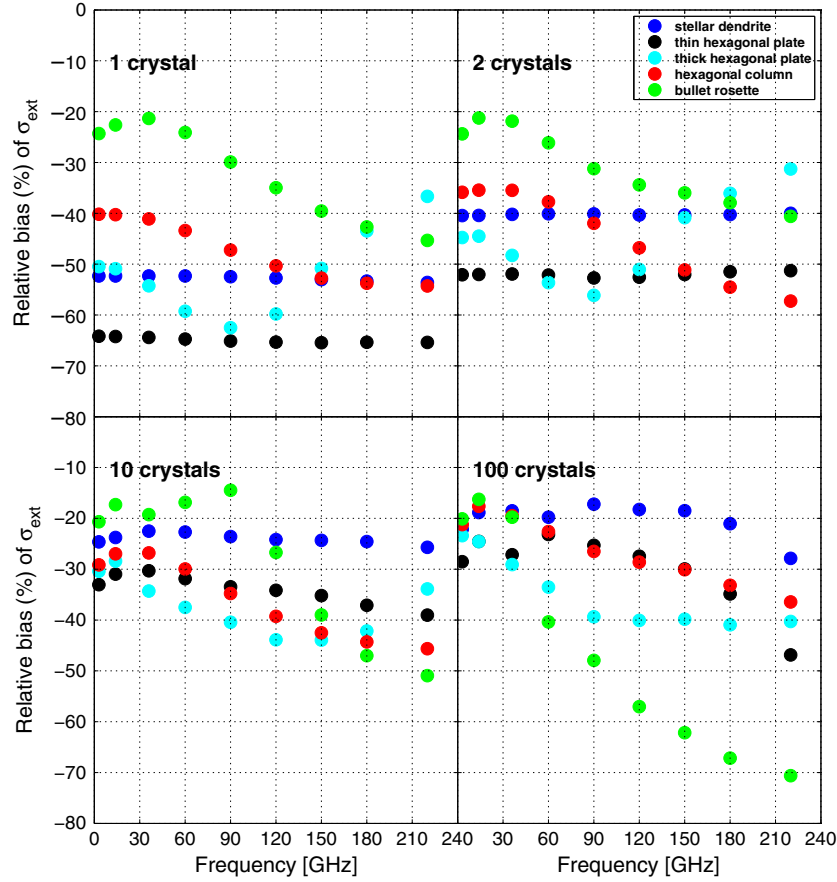 0
−10
−20
−30
−40
−50
−60
−70
−80
Relative bias (%) of σext
1 crystal
2 crystals
stellar dendrite
thin hexagonal plate
thick hexagonal plate
hexagonal column
bullet rosette
−10
−20
−30
−40
−50
−60
−70
−80
Relative bias (%) of σext
10 crystals
100 crystals
0 30 60 90 120 150 180 210 240 30 60 90 120 150 180 210 240
Frequency [GHz] Frequency [GHz]